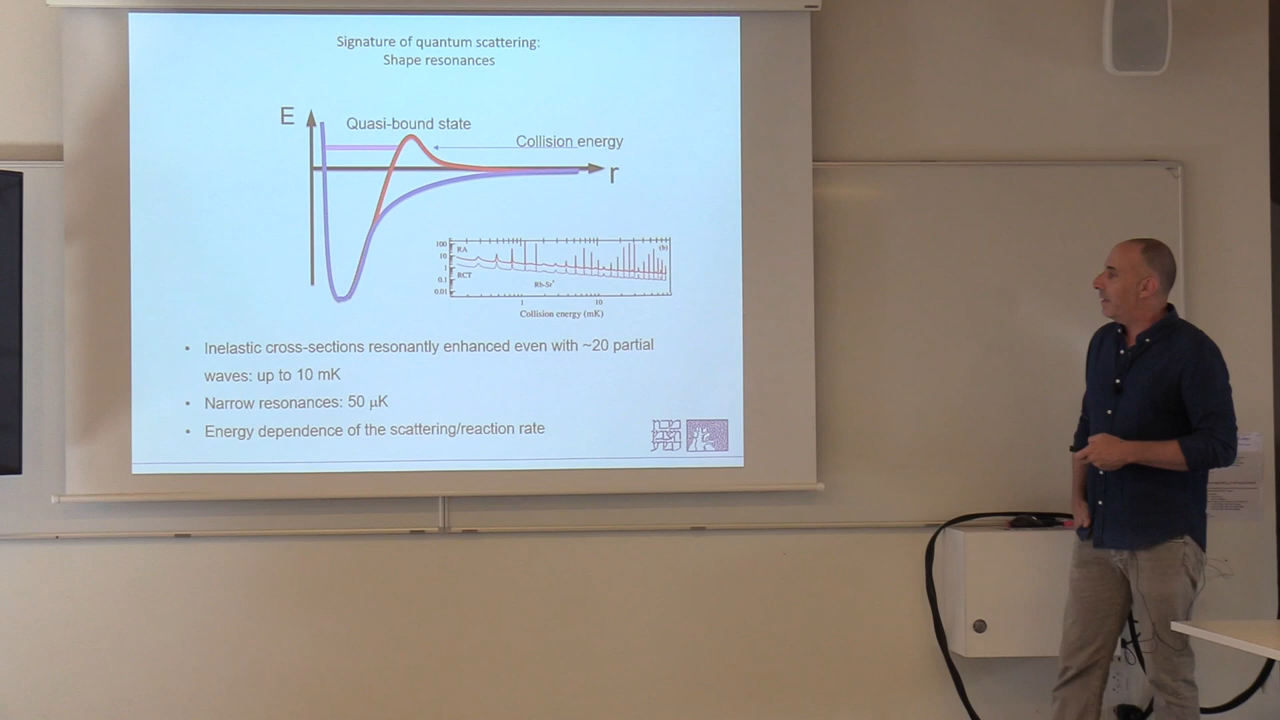 Signature of quantum scattering:
Shape resonances
E
Quasi-bound state
Collision energy
r
100
10
1
0.1
0.01
RA
(b)
RCT
Rb-Sr⁺
1
10
Collision energy (mK)
• Inelastic cross-sections resonantly enhanced even with ~20 partial
waves: up to 10 mK
• Narrow resonances: 50 μK
• Energy dependence of the scattering/reaction rate